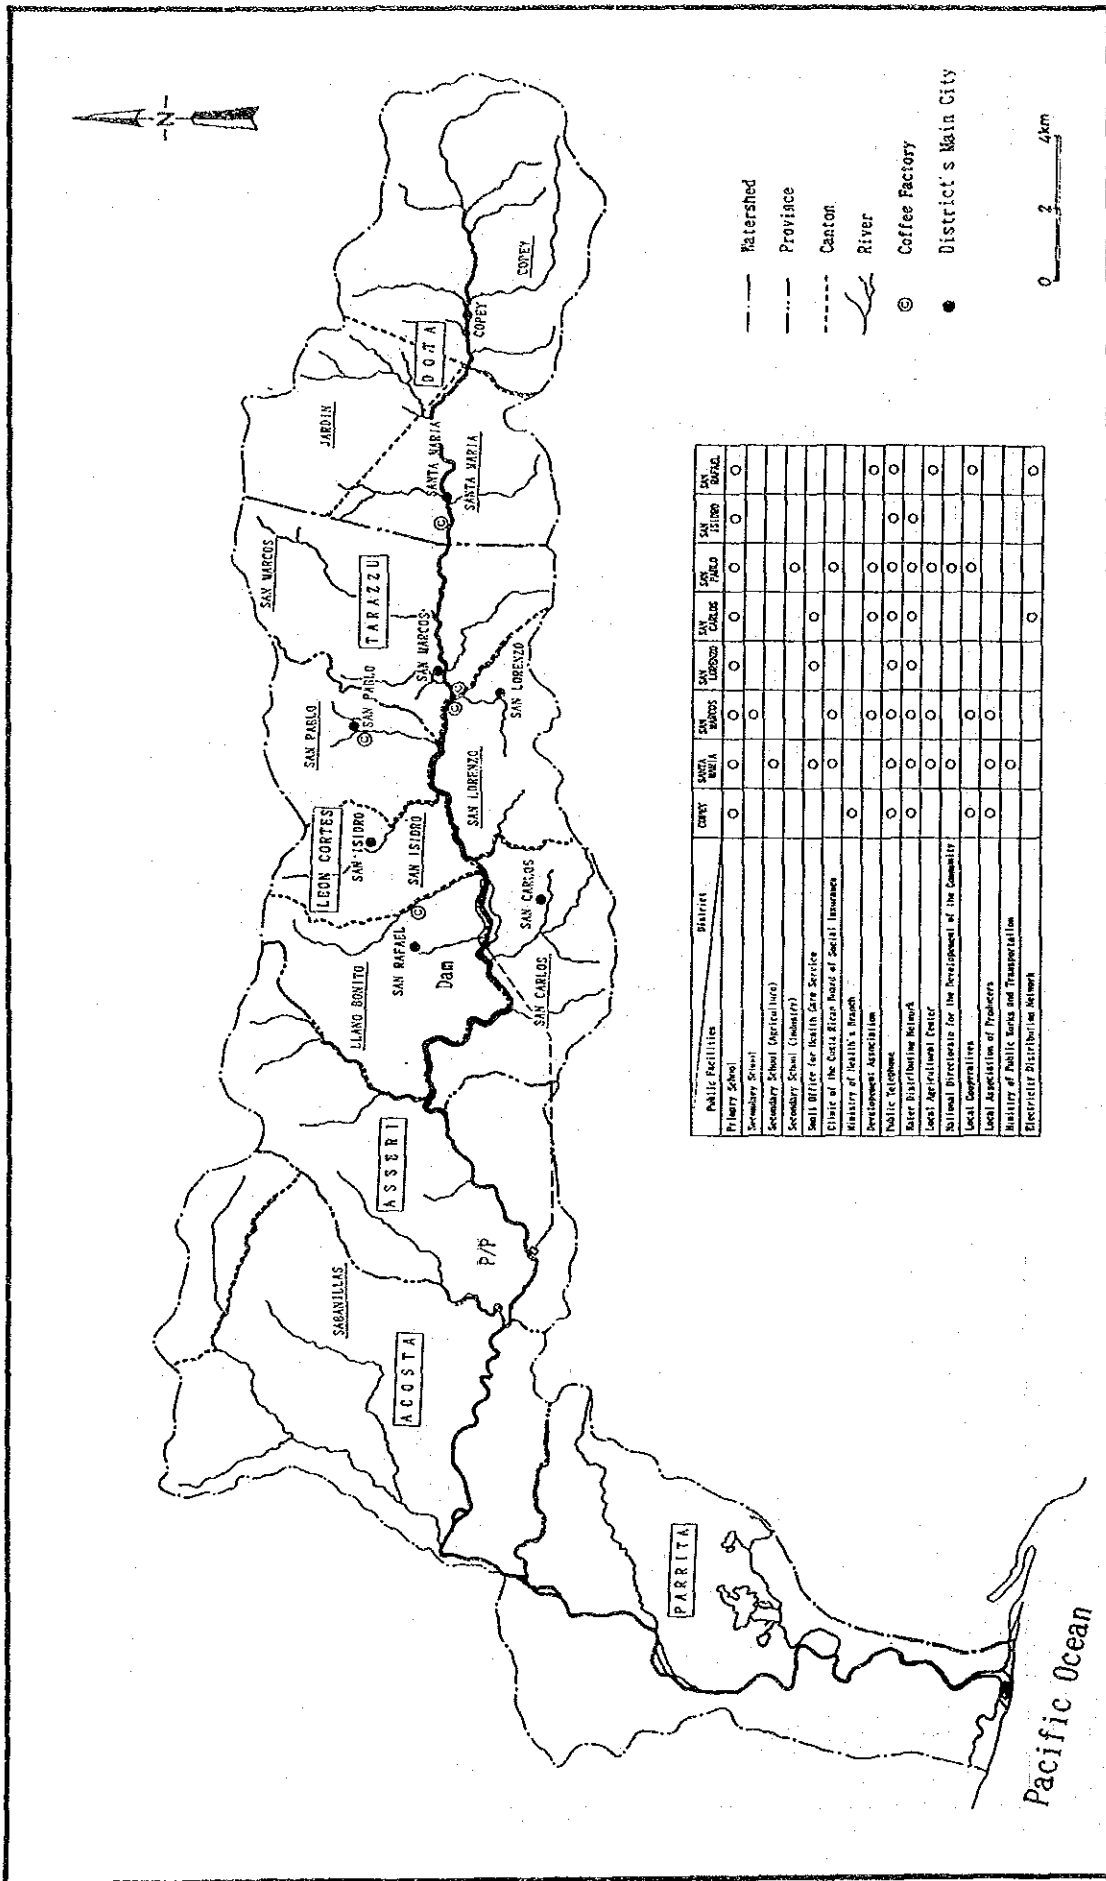 N
SAN MARCOS
JARDIN
SAN PABLO
LEON CORTES
SAN ISIDRO
SAN ISIDRO
SAN PABLO
TARAZZU
SAN MARCOS
SANTA MARIA
SANTA MARIA
DOTA
COPEY
COPEY
SAN LORENZO
SAN LORENZO
LLANO BONITO
SAN RAFAEL
Dam
SAN CARLOS
SAN CARLOS
ASSERI
P/P
SABANILLAS
ACOSTA
PARRITA
Pacific Ocean
Public Facilities District COPEY SANTA MARIA SAN MARCOS SAN LORENZO SAN CARLOS SAN PABLO SAN ISIDRO SAN RAFAEL
Primary School ○ ○ ○ ○ ○ ○ ○ ○
Secondary School ○
Secondary School (Agriculture) ○
Secondary School (Industry) ○
Office for Health Care Service ○ ○ ○
Clinic of the Costa Rican Board of Social Insurance ○ ○ ○
Ministry of Health's Branch ○
Development Association ○ ○ ○ ○
Public Telephone ○ ○ ○ ○ ○ ○ ○ ○
Water Distributing Network ○ ○ ○ ○ ○ ○ ○
Local Agricultural Center ○ ○ ○ ○
National Directorate for the Development of the Community ○ ○
Local Cooperatives ○ ○ ○ ○
Local Association of Producers ○ ○ ○
Ministry of Public Works and Transportation ○
Electricity Distributing Network ○ ○
Watershed
Province
Canton
River
© Coffee Factory
● District's Main City
0 2 4km